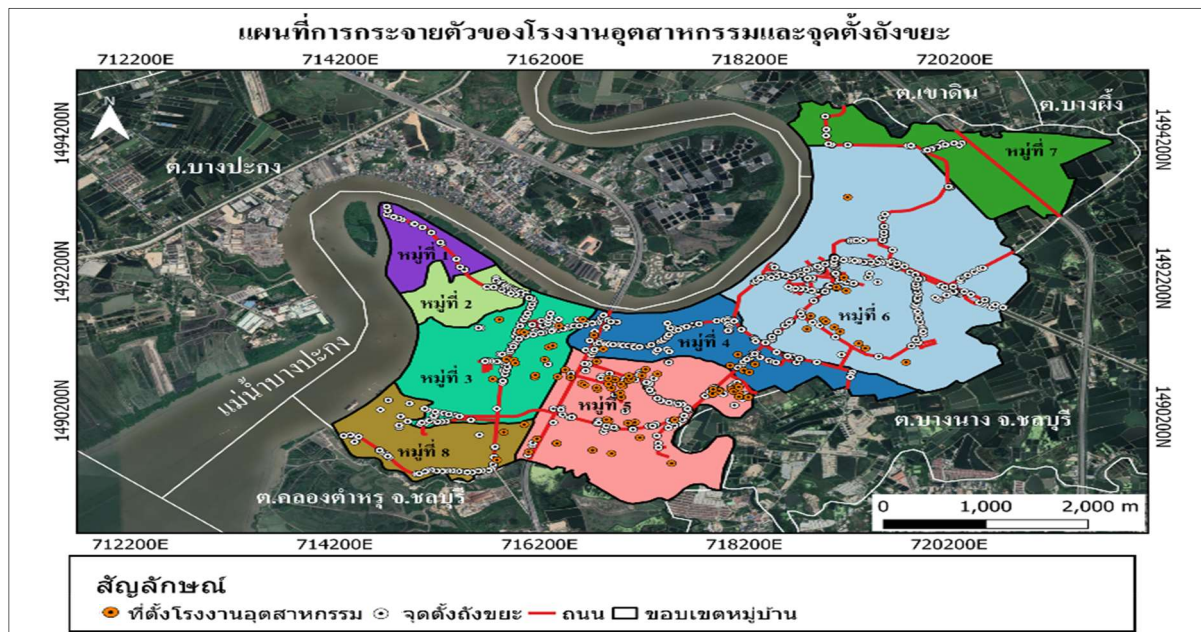 แผนที่การกระจายตัวของโรงงานอุตสาหกรรมและจุดตั้งถังขยะ
712200E 714200E 716200E 718200E 720200E
N
ต.เขาดิน
ต.บางผึ้ง
1494200N 1494200N
หมู่ที่ 7
ต.บางปะกง
หมู่ที่ 1
1492200N 1492200N
หมู่ที่ 2
หมู่ที่ 6
หมู่ที่ 4
แม่น้ำบางปะกง
หมู่ที่ 3
หมู่ที่ 5
1490200N 1490200N
ต.บางนาง จ.ชลบุรี
หมู่ที่ 8
ต.คลองตำหรุ จ.ชลบุรี
0 1,000 2,000 m
712200E 714200E 716200E 718200E 720200E
สัญลักษณ์
ที่ตั้งโรงงานอุตสาหกรรม จุดตั้งถังขยะ ถนน ขอบเขตหมู่บ้าน